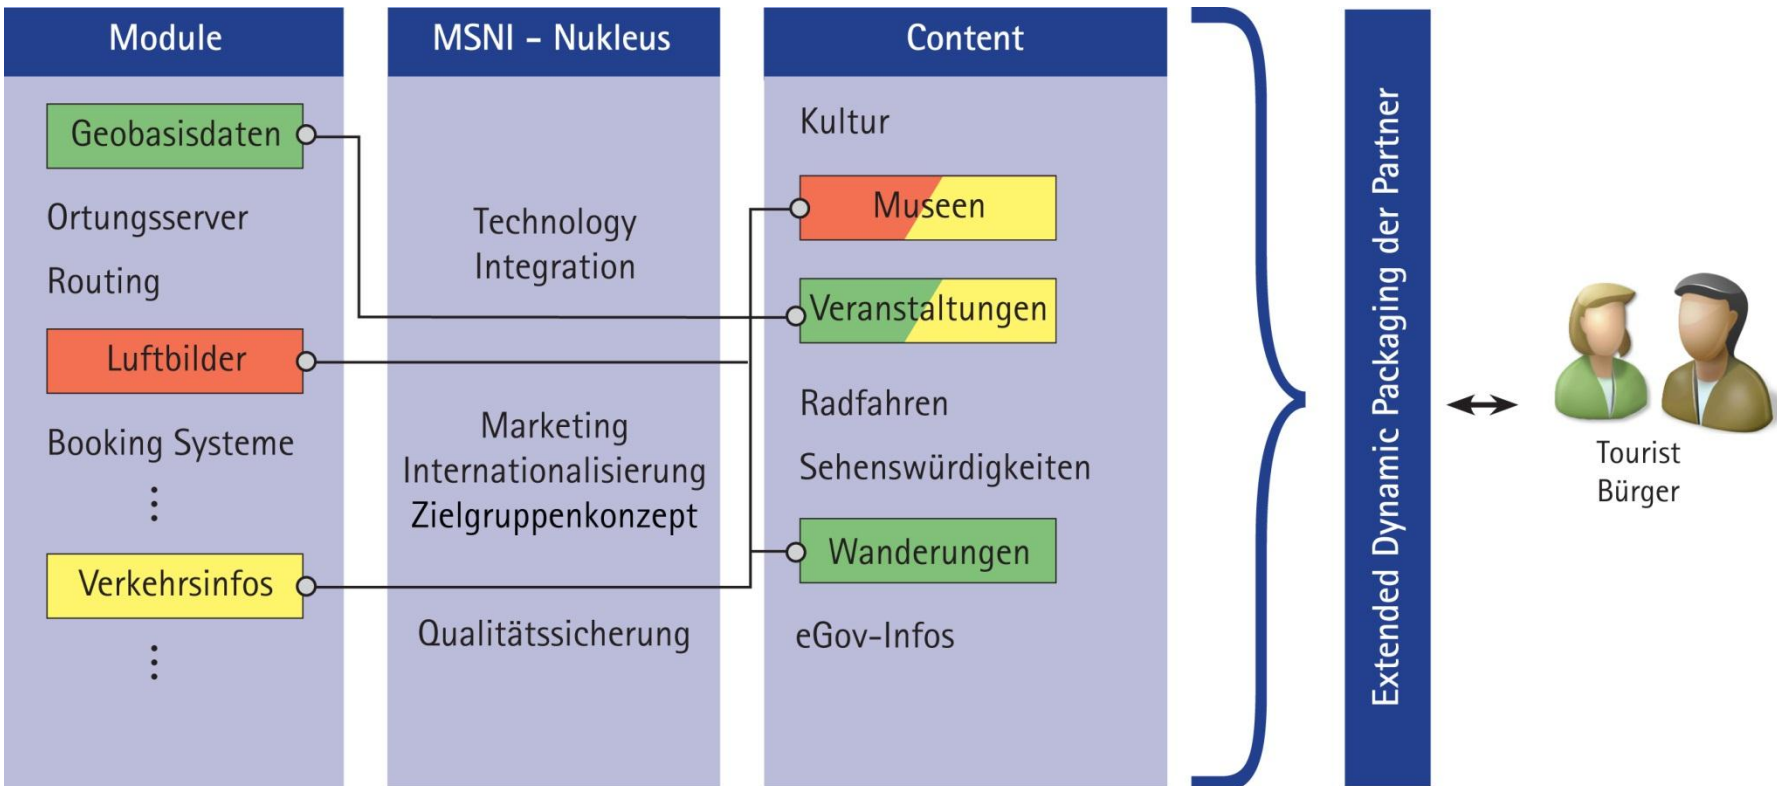 Module
Geobasisdaten
Ortungsserver
Routing
Luftbilder
Booking Systeme
Verkehrsinfos
MSNI - Nukleus
Technology
Integration
Marketing
Internationalisierung
Zielgruppenkonzept
Qualitätssicherung
Content
Kultur
Museen
Veranstaltungen
Radfahren
Sehenswürdigkeiten
Wanderungen
eGov-Infos
Extended Dynamic Packaging der Partner
Tourist
Bürger